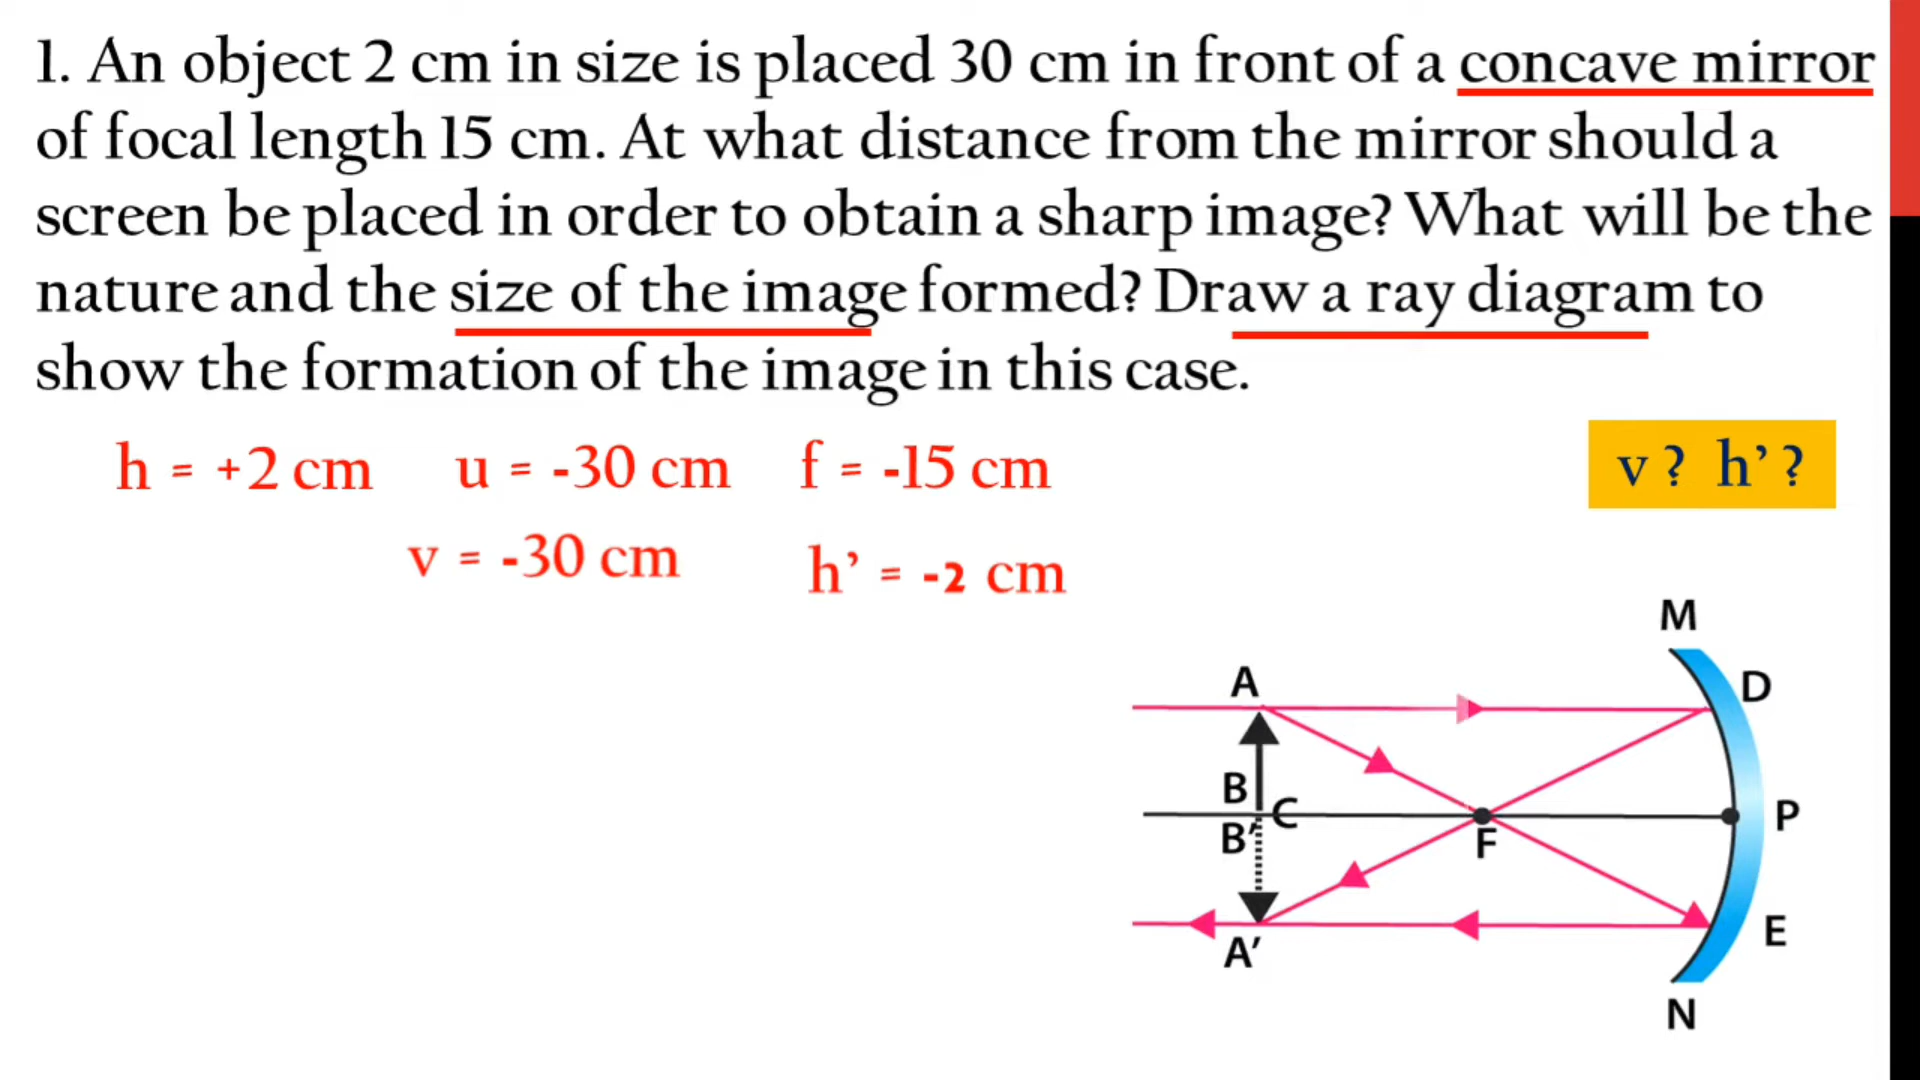 1. An object 2 cm in size is placed 30 cm in front of a concave mirror
of focal length 15 cm. At what distance from the mirror should a
screen be placed in order to obtain a sharp image? What will be the
nature and the size of the image formed? Draw a ray diagram to
show the formation of the image in this case.
h = +2 cm u = -30 cm f = -15 cm
v ? h’ ?
v = -30 cm h’ = -2 cm
M
A
D
B
C
P
B′
F
E
A′
N